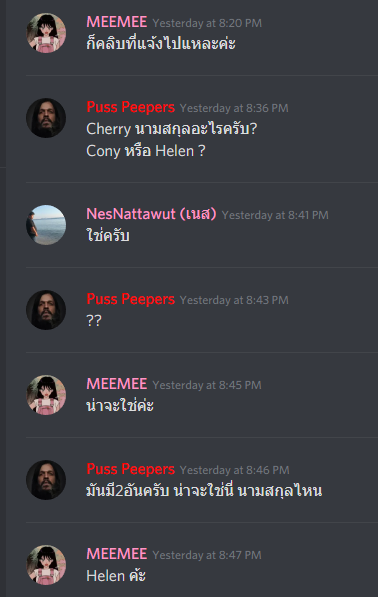 MEEMEE Yesterday at 8:20 PM
ก็คลิบที่แจ้งไปแหละค่ะ
Puss Peepers Yesterday at 8:36 PM
Cherry นามสกุลอะไรครับ?
Cony หรือ Helen ?
NesNattawut (เนส) Yesterday at 8:41 PM
ใช่ครับ
Puss Peepers Yesterday at 8:43 PM
??
MEEMEE Yesterday at 8:45 PM
น่าจะใช่ค่ะ
Puss Peepers Yesterday at 8:46 PM
มันมี2อันครับ น่าจะใช่นี่ นามสกุลไหน
MEEMEE Yesterday at 8:47 PM
Helen ค้ะ